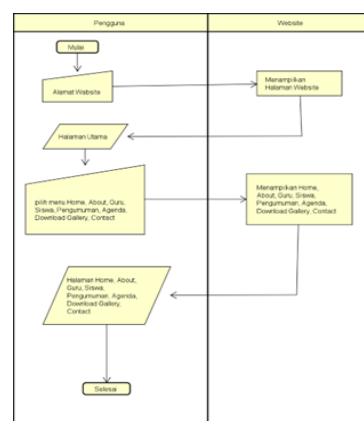 Pengguna
Website
Mulai
Alamat Website
Menampilkan
Halaman Website
Halaman Utama
pilih menu Home, About, Guru,
Siswa, Pengumuman, Agenda,
Download Gallery, Contact
Menampilkan Home,
About, Guru, Siswa,
Pengumuman, Agenda,
Download Gallery, Contact
Halaman Home, About,
Guru, Siswa,
Pengumuman, Agenda,
Download Gallery,
Contact
Selesai